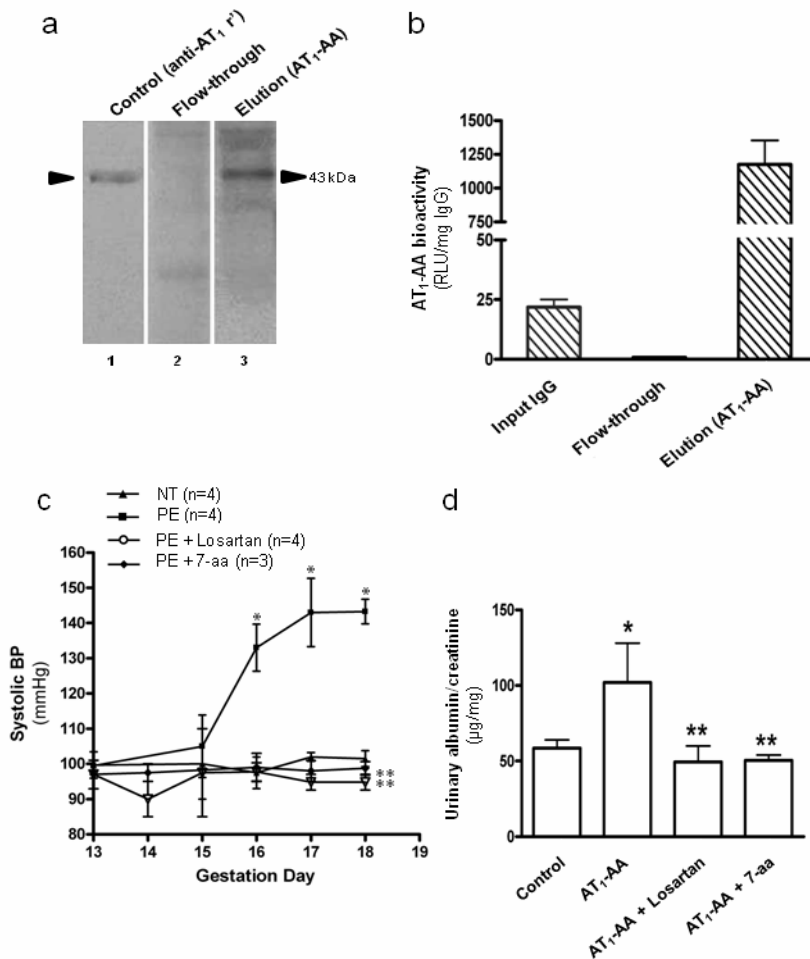 a
Control (anti-AT₁ r')
Flow-through
Elution (AT₁-AA)
43kDa
1 2 3
b
AT₁-AA bioactivity
(RLU/mg IgG)
1500
1250
1000
750
50
25
0
Input IgG
Flow-through
Elution (AT₁-AA)
c
NT (n=4)
PE (n=4)
PE + Losartan (n=4)
PE + 7-aa (n=3)
Systolic BP
(mmHg)
160
150
140
130
120
110
100
90
80
* * *
**
**
13 14 15 16 17 18 19
Gestation Day
d
Urinary albumin/creatinine
(µg/mg)
150
100
50
0
*
** **
Control
AT₁-AA
AT₁-AA + Losartan
AT₁-AA + 7-aa